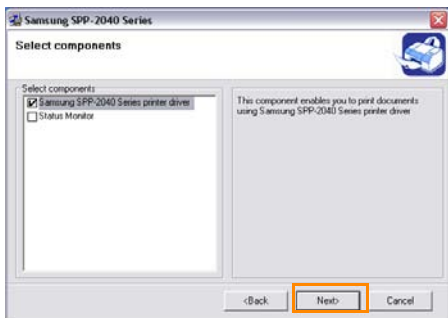 Samsung SPP-2040 Series
Select components
Select components
Samsung SPP-2040 Series printer driver
Status Monitor
This component enables you to print documents
using Samsung SPP-2040 Series printer driver
<Back
Next>
Cancel